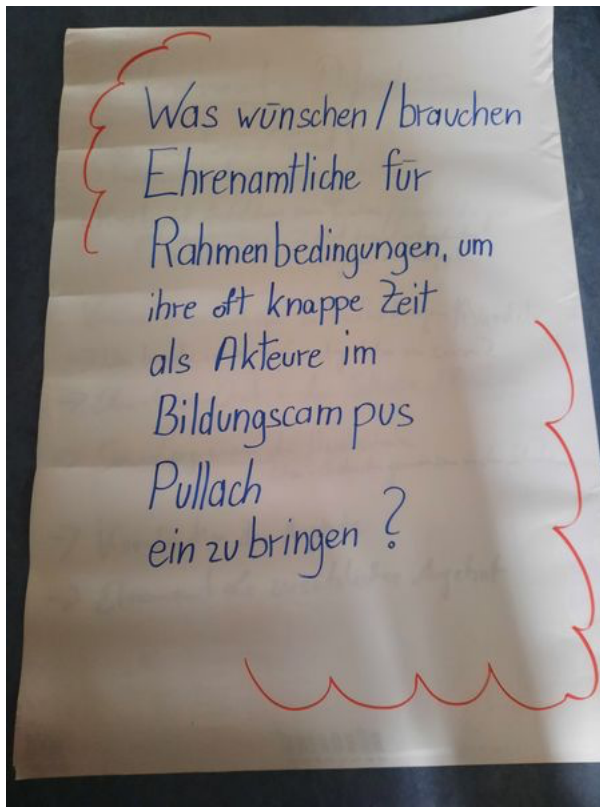 Was wünschen / brauchen
Ehrenamtliche für
Rahmenbedingungen, um
ihre oft knappe Zeit
als Akteure im
Bildungscampus
Pullach
ein zu bringen ?